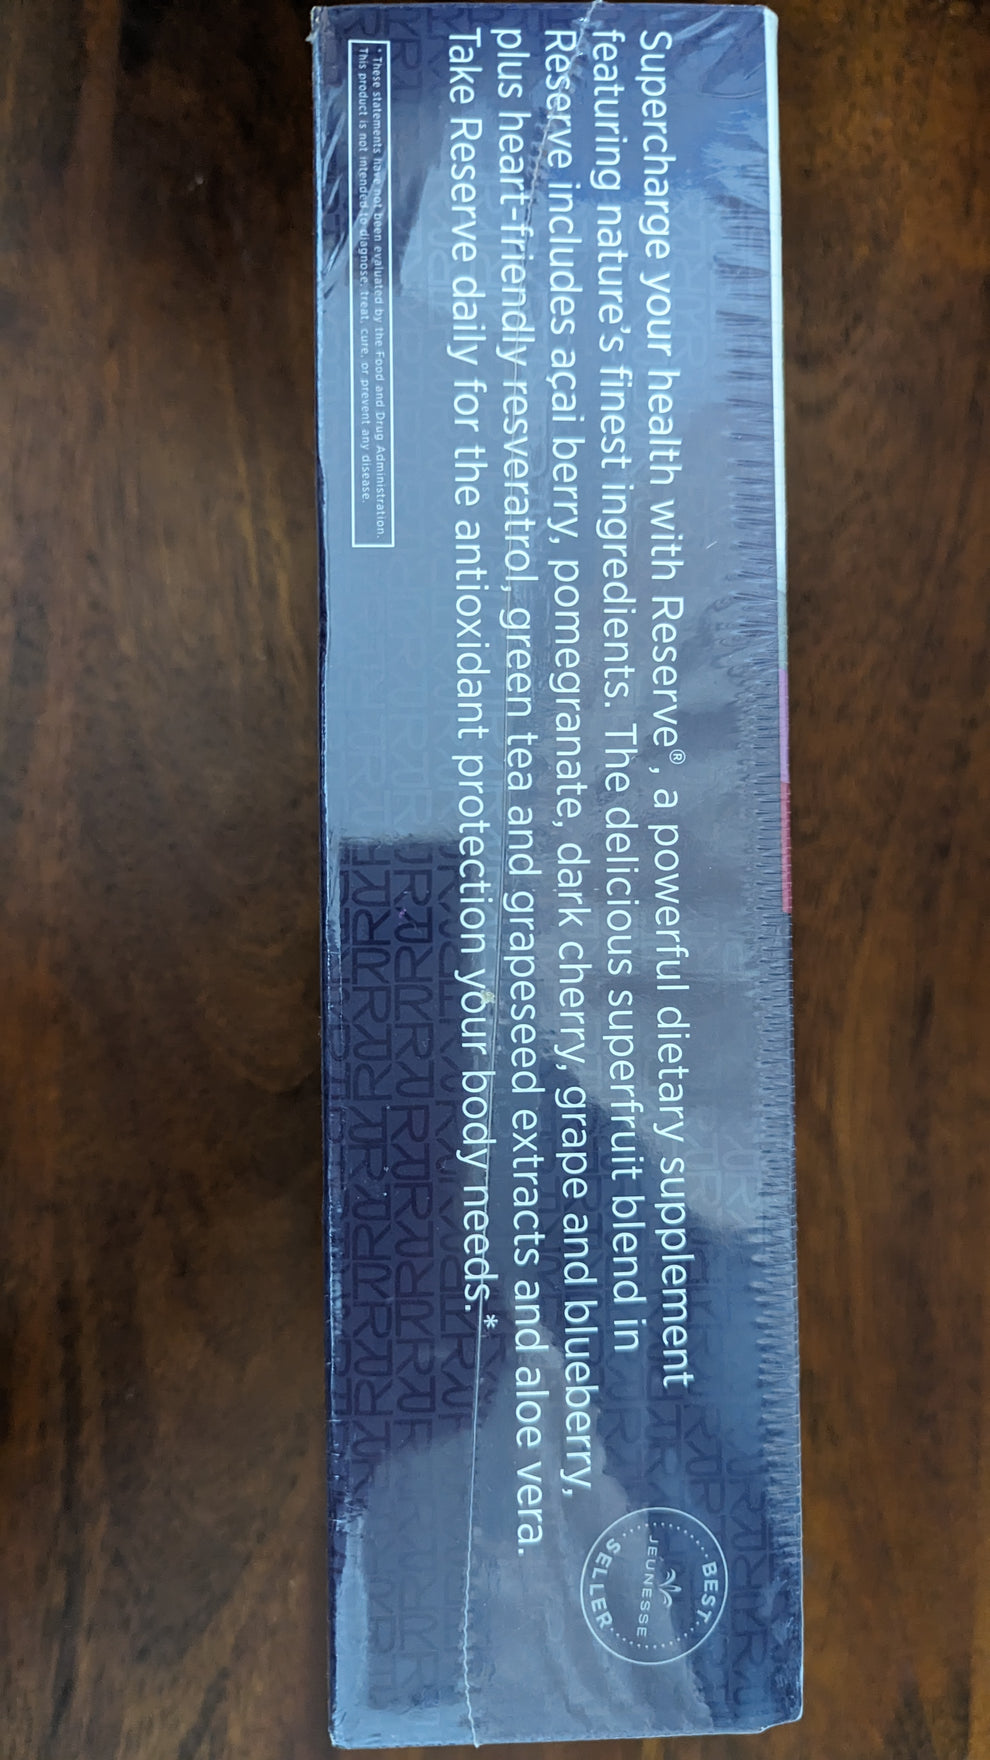 Supercharge your health with Reserve®, a powerful dietary supplement
featuring nature's finest ingredients. The delicious superfruit blend in
Reserve includes açai berry, pomegranate, dark cherry, grape and blueberry,
plus heart-friendly resveratrol, green tea and grapeseed extracts and aloe vera.
Take Reserve daily for the antioxidant protection your body needs.*
*These statements have not been evaluated by the Food and Drug Administration.
This product is not intended to diagnose, treat, cure, or prevent any disease.
BEST
JEUNESSE
SELLER